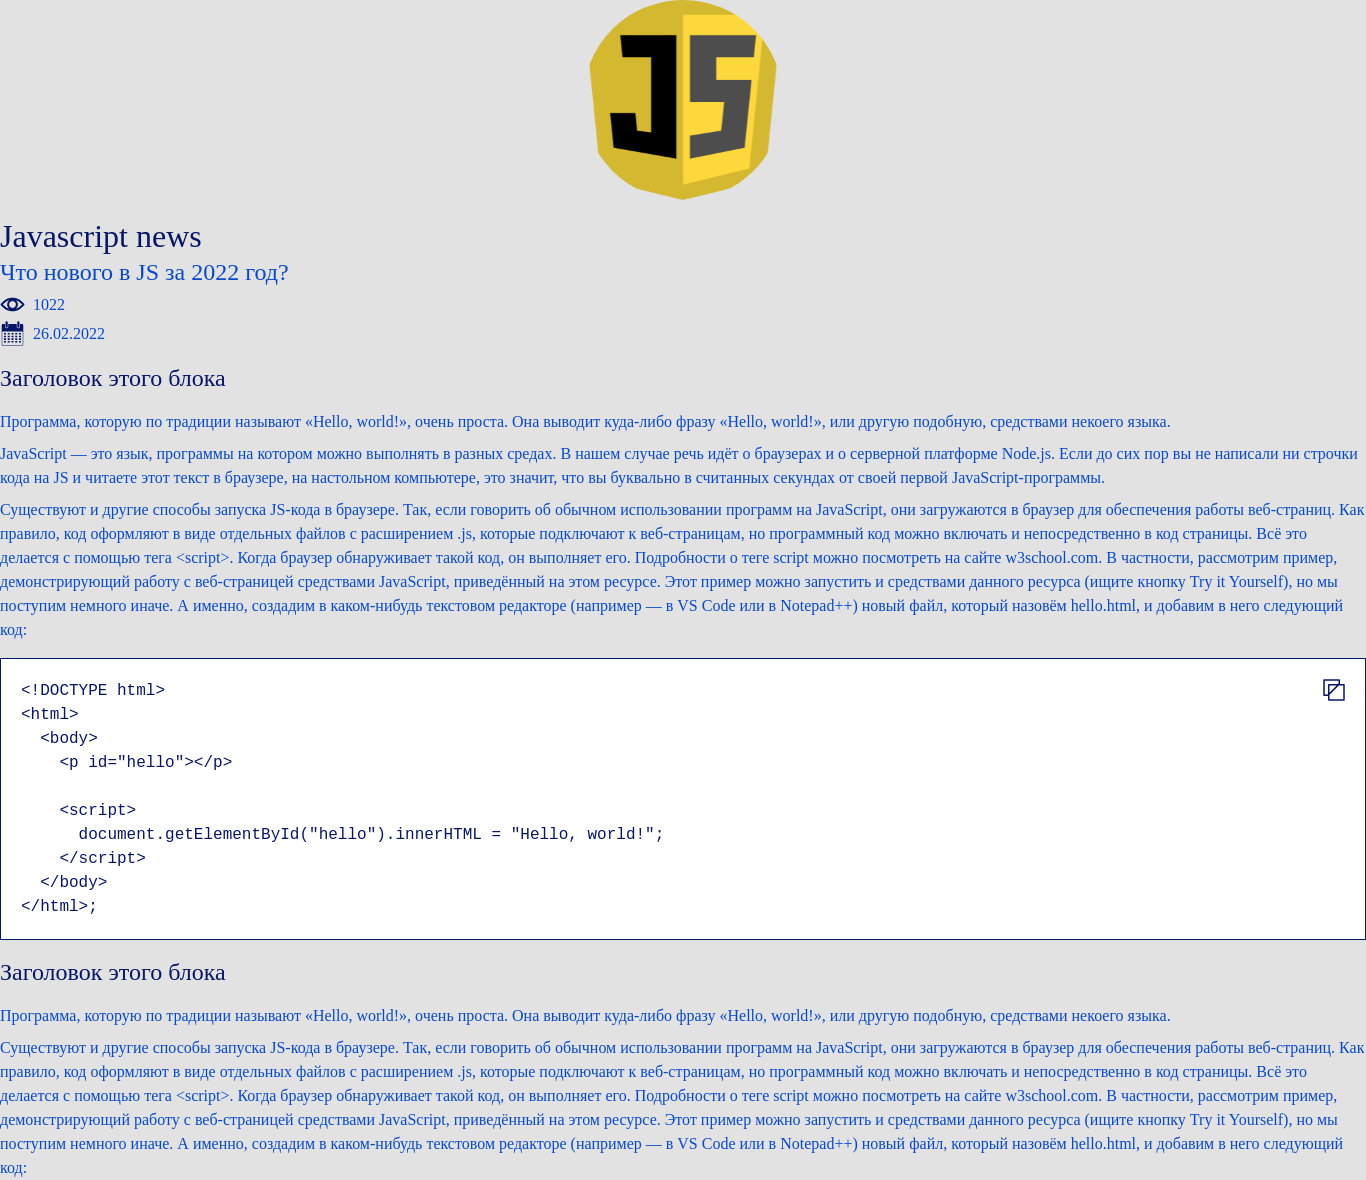 JS
Javascript news
Что нового в JS за 2022 год?
1022
26.02.2022
Заголовок этого блока
Программа, которую по традиции называют «Hello, world!», очень проста. Она выводит куда-либо фразу «Hello, world!», или другую подобную, средствами некоего языка.
JavaScript — это язык, программы на котором можно выполнять в разных средах. В нашем случае речь идёт о браузерах и о серверной платформе Node.js. Если до сих пор вы не написали ни строчки
кода на JS и читаете этот текст в браузере, на настольном компьютере, это значит, что вы буквально в считанных секундах от своей первой JavaScript-программы.
Существуют и другие способы запуска JS-кода в браузере. Так, если говорить об обычном использовании программ на JavaScript, они загружаются в браузер для обеспечения работы веб-страниц. Как
правило, код оформляют в виде отдельных файлов с расширением .js, которые подключают к веб-страницам, но программный код можно включать и непосредственно в код страницы. Всё это
делается с помощью тега <script>. Когда браузер обнаруживает такой код, он выполняет его. Подробности о теге script можно посмотреть на сайте w3school.com. В частности, рассмотрим пример,
демонстрирующий работу с веб-страницей средствами JavaScript, приведённый на этом ресурсе. Этот пример можно запустить и средствами данного ресурса (ищите кнопку Try it Yourself), но мы
поступим немного иначе. А именно, создадим в каком-нибудь текстовом редакторе (например — в VS Code или в Notepad++) новый файл, который назовём hello.html, и добавим в него следующий
код:
<!DOCTYPE html>
<html>
  <body>
    <p id="hello"></p>
    <script>
      document.getElementById("hello").innerHTML = "Hello, world!";
    </script>
  </body>
</html>;
Заголовок этого блока
Программа, которую по традиции называют «Hello, world!», очень проста. Она выводит куда-либо фразу «Hello, world!», или другую подобную, средствами некоего языка.
Существуют и другие способы запуска JS-кода в браузере. Так, если говорить об обычном использовании программ на JavaScript, они загружаются в браузер для обеспечения работы веб-страниц. Как
правило, код оформляют в виде отдельных файлов с расширением .js, которые подключают к веб-страницам, но программный код можно включать и непосредственно в код страницы. Всё это
делается с помощью тега <script>. Когда браузер обнаруживает такой код, он выполняет его. Подробности о теге script можно посмотреть на сайте w3school.com. В частности, рассмотрим пример,
демонстрирующий работу с веб-страницей средствами JavaScript, приведённый на этом ресурсе. Этот пример можно запустить и средствами данного ресурса (ищите кнопку Try it Yourself), но мы
поступим немного иначе. А именно, создадим в каком-нибудь текстовом редакторе (например — в VS Code или в Notepad++) новый файл, который назовём hello.html, и добавим в него следующий
код: